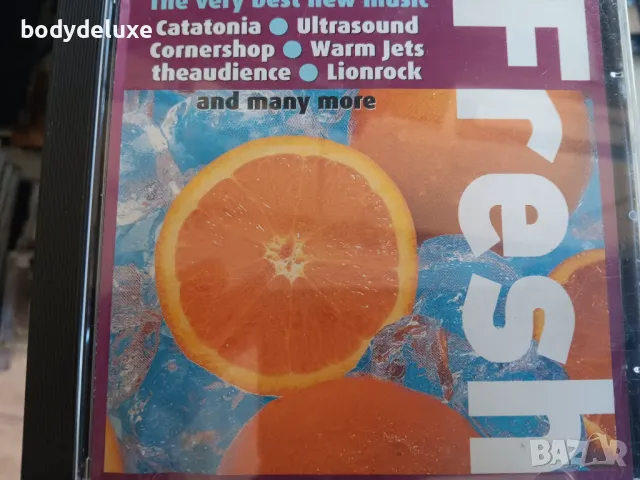 bodydeluxe
The very best new music
Catatonia ● Ultrasound
Cornershop ● Warm Jets
theaudience ● Lionrock
and many more
Fresh
BAZAR